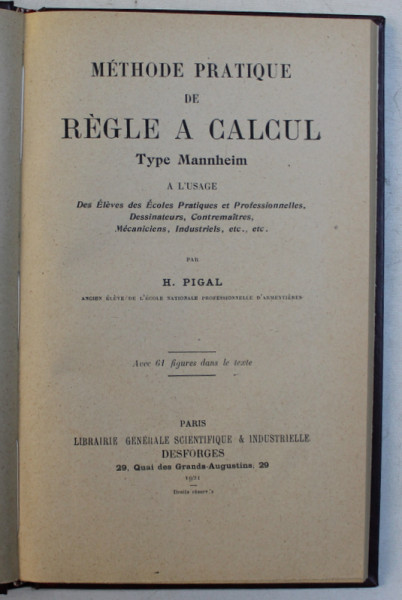 MÉTHODE PRATIQUE
DE
RÈGLE A CALCUL
Type Mannheim
A L'USAGE
Des Élèves des Écoles Pratiques et Professionnelles,
Dessinateurs, Contremaîtres,
Mécaniciens, Industriels, etc., etc.
PAR
H. PIGAL
ANCIEN ÉLÈVE DE L'ÉCOLE NATIONALE PROFESSIONNELLE D'ARMENTIÈRES
Avec 61 figures dans le texte
PARIS
LIBRAIRIE GÉNÉRALE SCIENTIFIQUE & INDUSTRIELLE
DESFORGES
29, Quai des Grands-Augustins, 29
1921